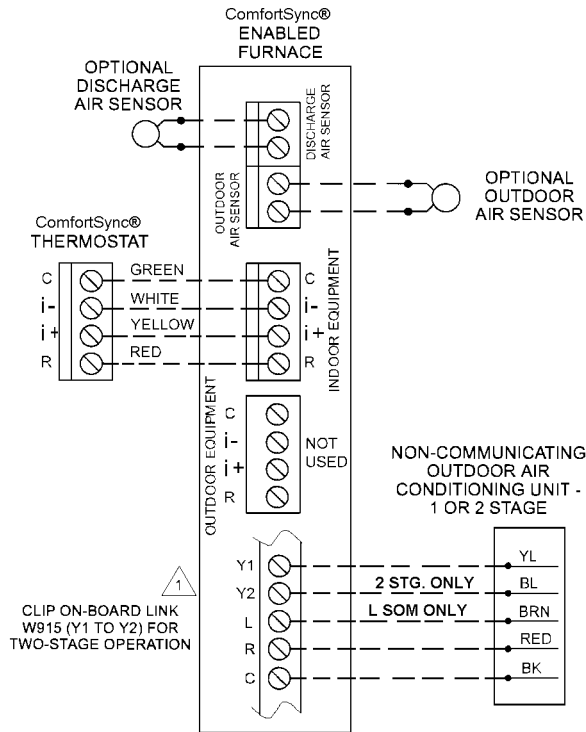 ComfortSync®
ENABLED
FURNACE
OPTIONAL
DISCHARGE
AIR SENSOR
DISCHARGE
AIR SENSOR
OUTDOOR
AIR SENSOR
OPTIONAL
OUTDOOR
AIR SENSOR
ComfortSync®
THERMOSTAT
C GREEN C
i- WHITE i-
i+ YELLOW i+
R RED R
INDOOR EQUIPMENT
OUTDOOR EQUIPMENT
C
i-
i+
R
NOT
USED
NON-COMMUNICATING
OUTDOOR AIR
CONDITIONING UNIT -
1 OR 2 STAGE
Y1 YL
Y2 2 STG. ONLY BL
L L SOM ONLY BRN
R RED
C BK
1
CLIP ON-BOARD LINK
W915 (Y1 TO Y2) FOR
TWO-STAGE OPERATION